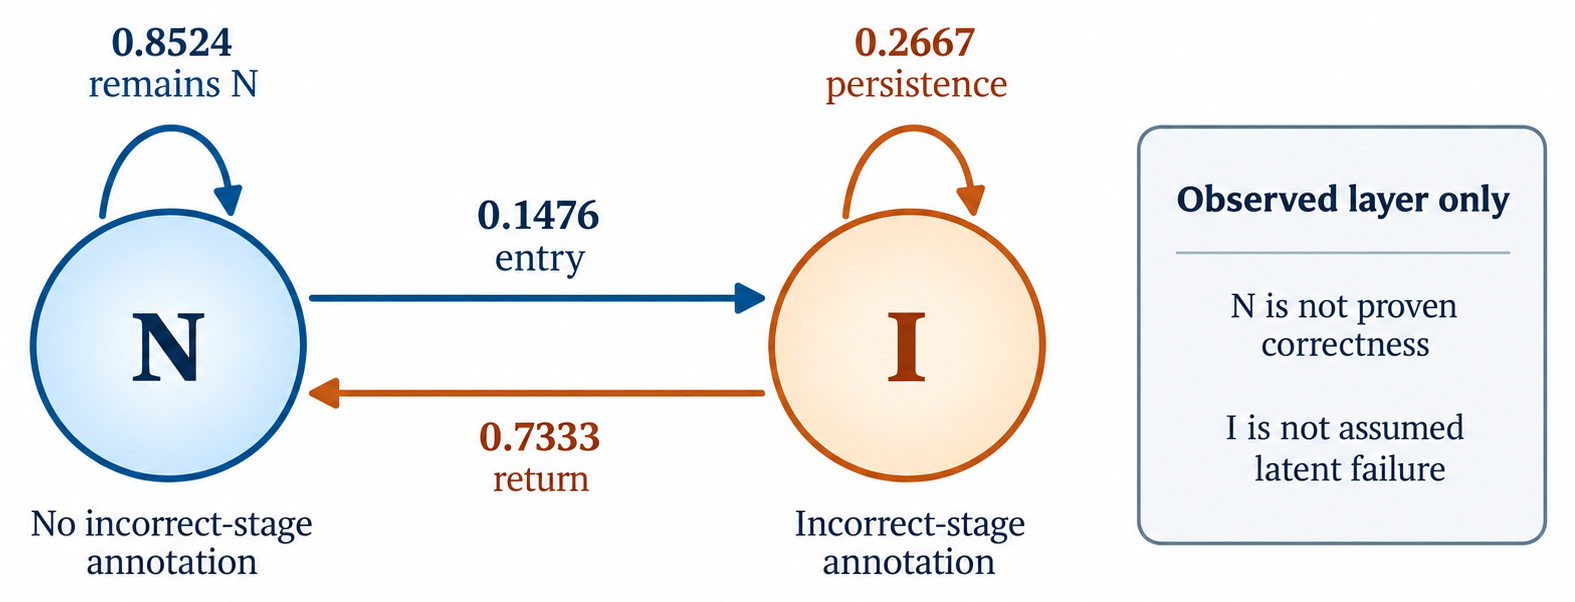 0.8524
remains N
0.2667
persistence
0.1476
entry
N
I
0.7333
return
No incorrect-stage
annotation
Incorrect-stage
annotation
Observed layer only
N is not proven
correctness
I is not assumed
latent failure